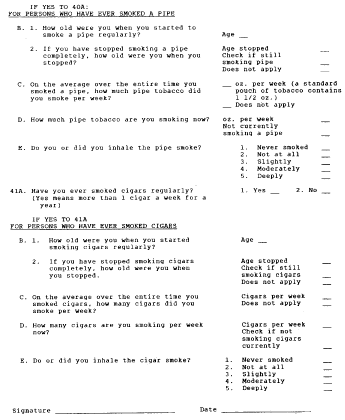 IF YES TO 40A:
FOR PERSONS WHO HAVE EVER SMOKED A PIPE
B. 1. How old were you when you started to smoke a pipe regularly? Age __
2. If you have stopped smoking a pipe completely, how old were you when you stopped? Age stopped __
Check if still smoking pipe __
Does not apply __
C. On the average over the entire time you smoked a pipe, how much pipe tobacco did you smoke per week? __ oz. per week (a standard pouch of tobacco contains 1 1/2 oz.)
__ Does not apply
D. How much pipe tobacco are you smoking now? oz. per week __
Not currently smoking a pipe __
E. Do you or did you inhale the pipe smoke? 1. Never smoked __
2. Not at all __
3. Slightly __
4. Moderately __
5. Deeply __
41A. Have you ever smoked cigars regularly? 1. Yes __ 2. No __
(Yes means more than 1 cigar a week for a year)
IF YES TO 41A
FOR PERSONS WHO HAVE EVER SMOKED CIGARS
B. 1. How old were you when you started smoking cigars regularly? Age __
2. If you have stopped smoking cigars completely, how old were you when you stopped. Age stopped __
Check if still smoking cigars __
Does not apply __
C. On the average over the entire time you smoked cigars, how many cigars did you smoke per week? Cigars per week __
Does not apply __
D. How many cigars are you smoking per week now? Cigars per week __
Check if not smoking cigars currently __
E. Do or did you inhale the cigar smoke? 1. Never smoked __
2. Not at all __
3. Slightly __
4. Moderately __
5. Deeply __
Signature ____________________ Date ____________________